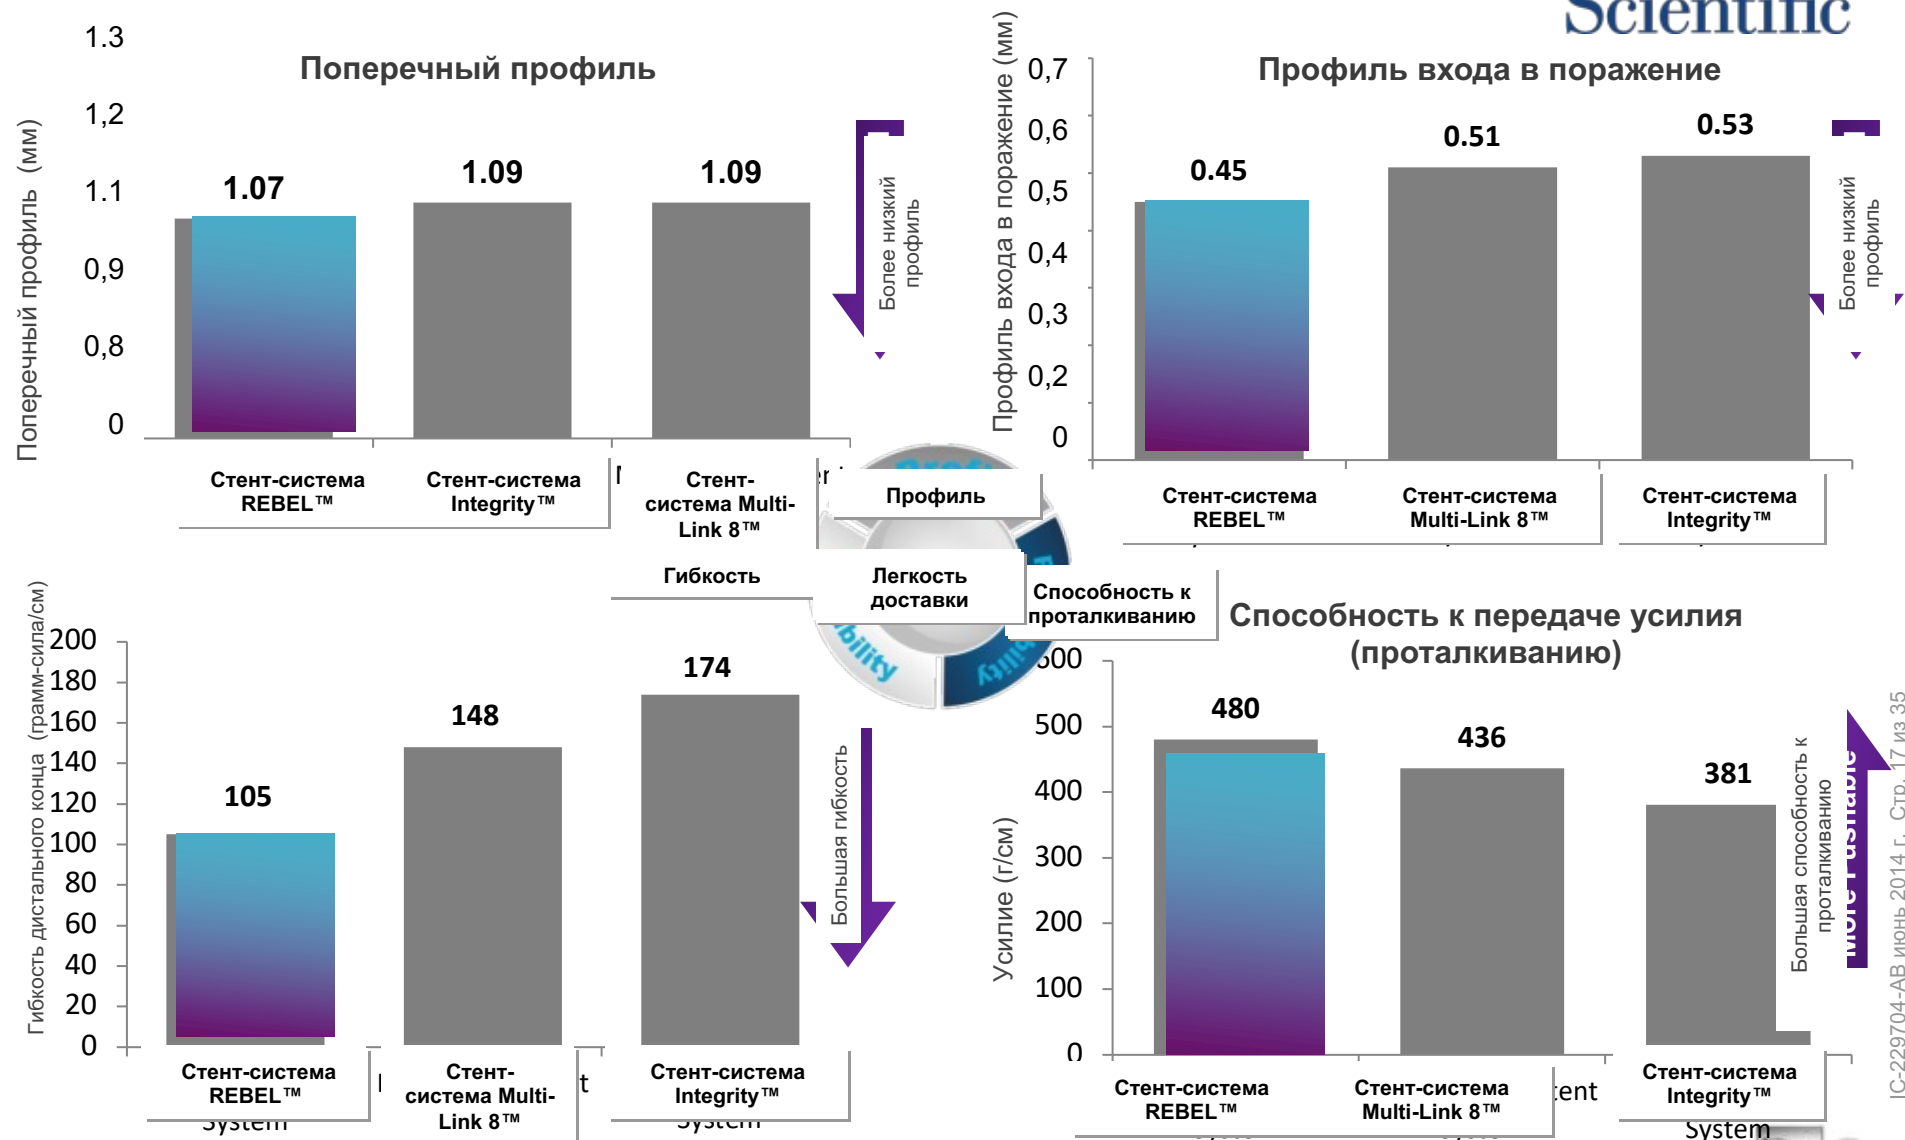 Scientific
Поперечный профиль
Поперечный профиль (мм)
1.3
1,2
1.1
0,9
0,8
0
1.07
1.09
1.09
Более низкий
профиль
Стент-система
REBEL™
Стент-система
Integrity™
Стент-
система Multi-
Link 8™
Профиль входа в поражение
Профиль входа в поражение (мм)
0,7
0,6
0,5
0,4
0,3
0,2
0
0.45
0.51
0.53
Более низкий
профиль
Стент-система
REBEL™
Стент-система
Multi-Link 8™
Стент-система
Integrity™
Профиль
Гибкость
Легкость
доставки
Способность к
проталкиванию
bility
Гибкость дистального конца (грамм-сила/см)
200
180
160
140
120
100
80
60
40
20
0
105
148
174
Большая гибкость
Стент-система
REBEL™
Стент-
система Multi-
Link 8™
Стент-система
Integrity™
System
System
Способность к передаче усилия
(проталкиванию)
Усилие (г/см)
600
500
400
300
200
100
0
480
436
381
Большая способность к
проталкиванию
More Pushable
Стент-система
REBEL™
Стент-система
Multi-Link 8™
Стент-система
Integrity™
tent
System
IC-229704-AB июнь 2014 г. Стр. 17 из 35